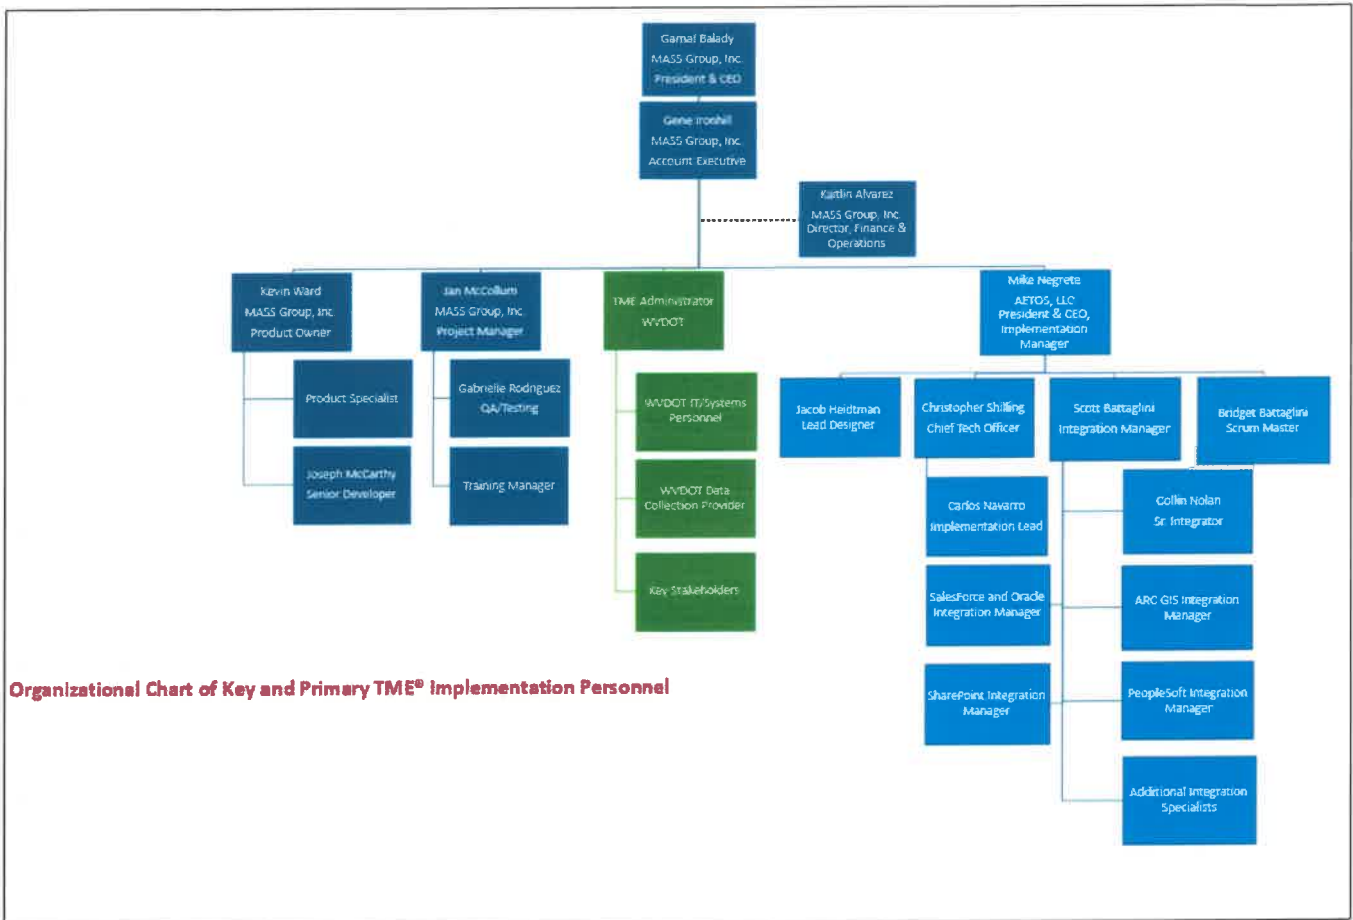 Gamal Balady
MASS Group, Inc.
President & CEO
Gene Ironhill
MASS Group, Inc.
Account Executive
Kaitlin Alvarez
MASS Group, Inc.
Director, Finance &
Operations
Kevin Ward
MASS Group, Inc
Product Owner
Jan McCollum
MASS Group, Inc.
Project Manager
TME Administrator
WVDOT
Mike Negrete
AETOS, LLC
President & CEO,
Implementation
Manager
Product Specialist
Joseph McCarthy
Senior Developer
Gabrielle Rodriguez
QA/Testing
Training Manager
WVDOT IT/Systems
Personnel
WVDOT Data
Collection Provider
Key Stakeholders
Jacob Heidtman
Lead Designer
Christopher Shilling
Chief Tech Officer
Scott Battaglini
Integration Manager
Bridget Battaglini
Scrum Master
Carlos Navarro
Implementation Lead
Collin Nolan
Sr. Integrator
SalesForce and Oracle
Integration Manager
ARC GIS Integration
Manager
SharePoint Integration
Manager
PeopleSoft Integration
Manager
Additional Integration
Specialists
Organizational Chart of Key and Primary TME® Implementation Personnel